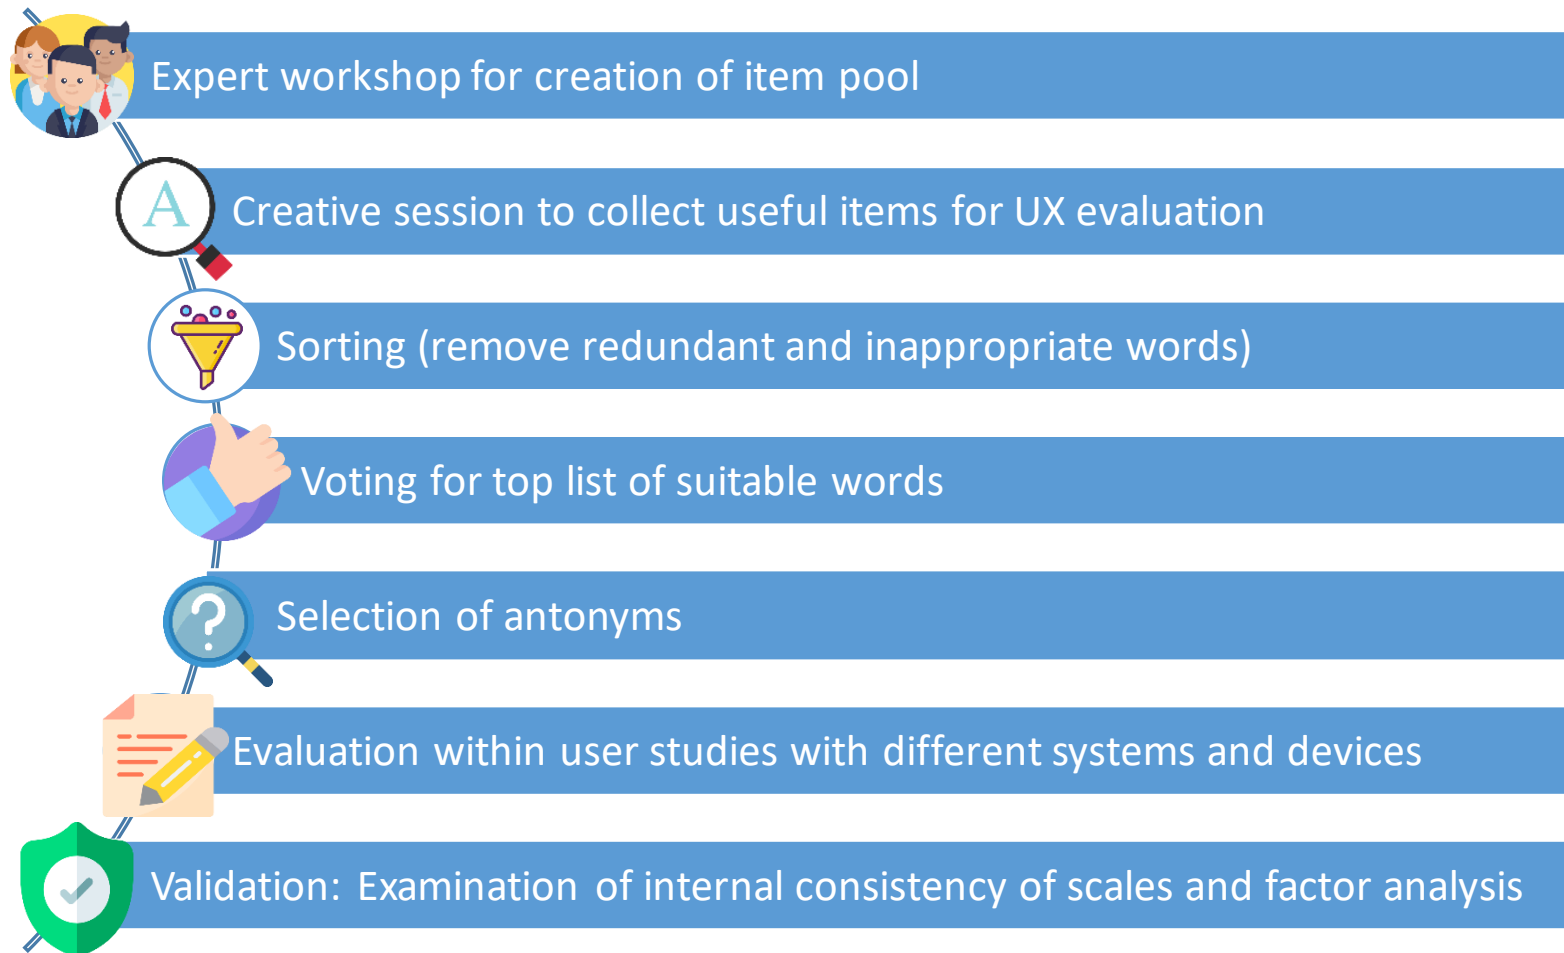 Expert workshop for creation of item pool
A
Creative session to collect useful items for UX evaluation
Sorting (remove redundant and inappropriate words)
Voting for top list of suitable words
?
Selection of antonyms
Evaluation within user studies with different systems and devices
Validation: Examination of internal consistency of scales and factor analysis